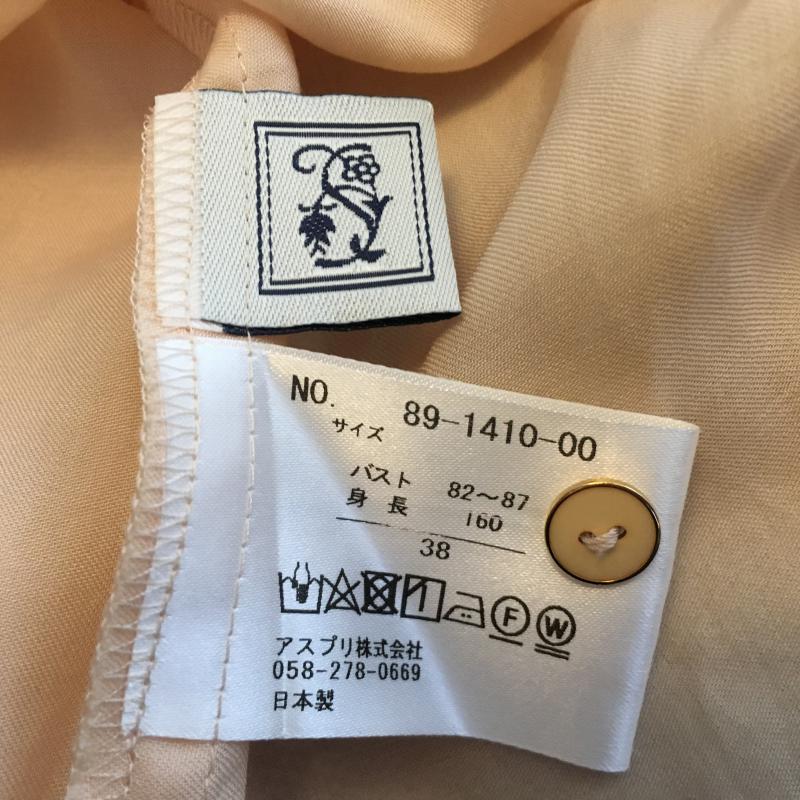 NO. 89-1410-00
サイズ
バスト 82～87
身長 160
38
F W
アスプリ株式会社
058-278-0669
日本製